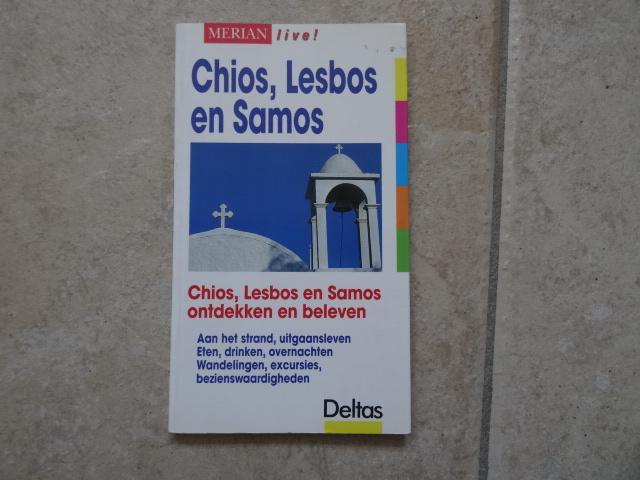 MERIAN live!
Chios, Lesbos
en Samos
Chios, Lesbos en Samos
ontdekken en beleven
Aan het strand, uitgaansleven
Eten, drinken, overnachten
Wandelingen, excursies,
bezienswaardigheden
Deltas